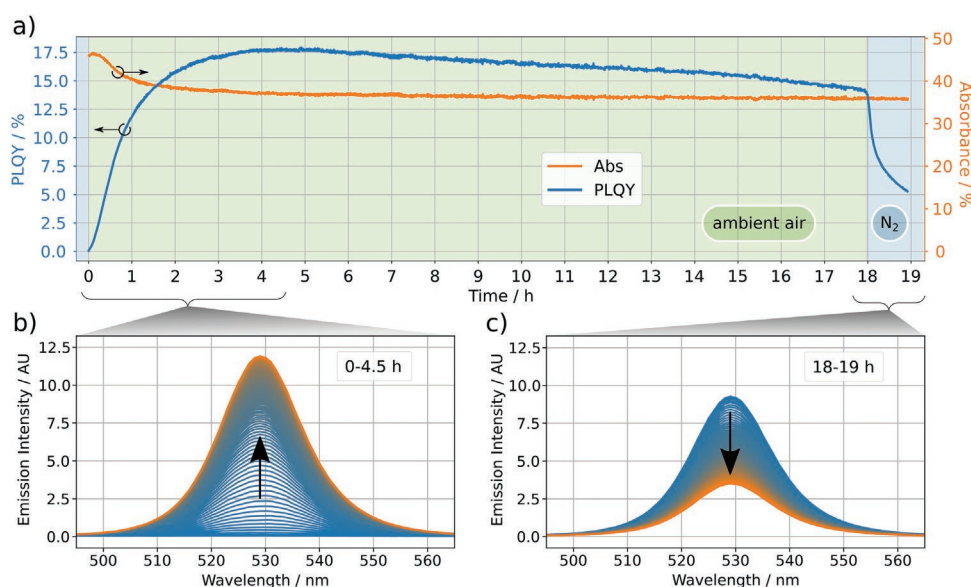 a)
17.5
15.0
12.5
10.0
7.5
5.0
2.5
0.0
PLQY / %
50
40
30
20
10
0
Absorbance / %
Abs
PLQY
ambient air
N₂
0 1 2 3 4 5 6 7 8 9 10 11 12 13 14 15 16 17 18 19
Time / h
b)
12.5
10.0
7.5
5.0
2.5
0.0
Emission Intensity / AU
0-4.5 h
500 510 520 530 540 550 560
Wavelength / nm
c)
12.5
10.0
7.5
5.0
2.5
0.0
Emission Intensity / AU
18-19 h
500 510 520 530 540 550 560
Wavelength / nm